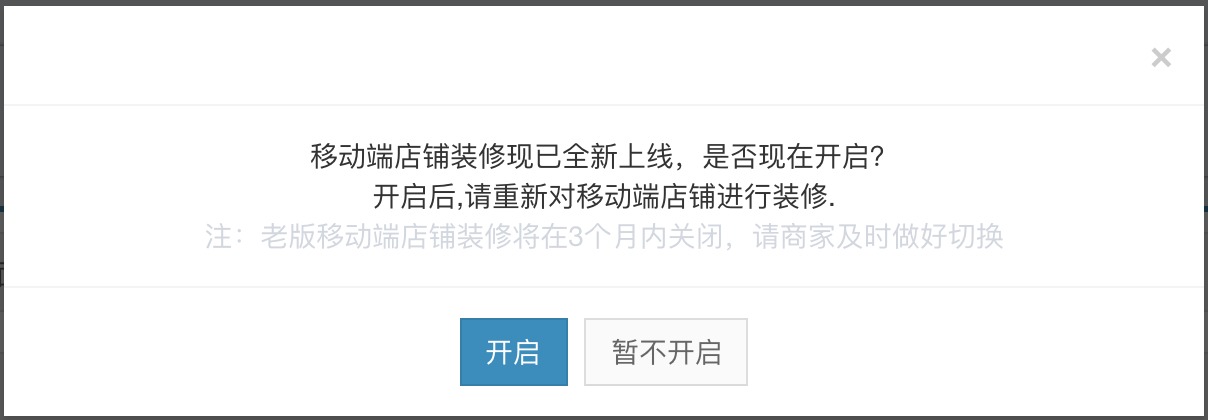 ×
移动端店铺装修现已全新上线，是否现在开启？
开启后,请重新对移动端店铺进行装修.
注：老版移动端店铺装修将在3个月内关闭，请商家及时做好切换
开启
暂不开启